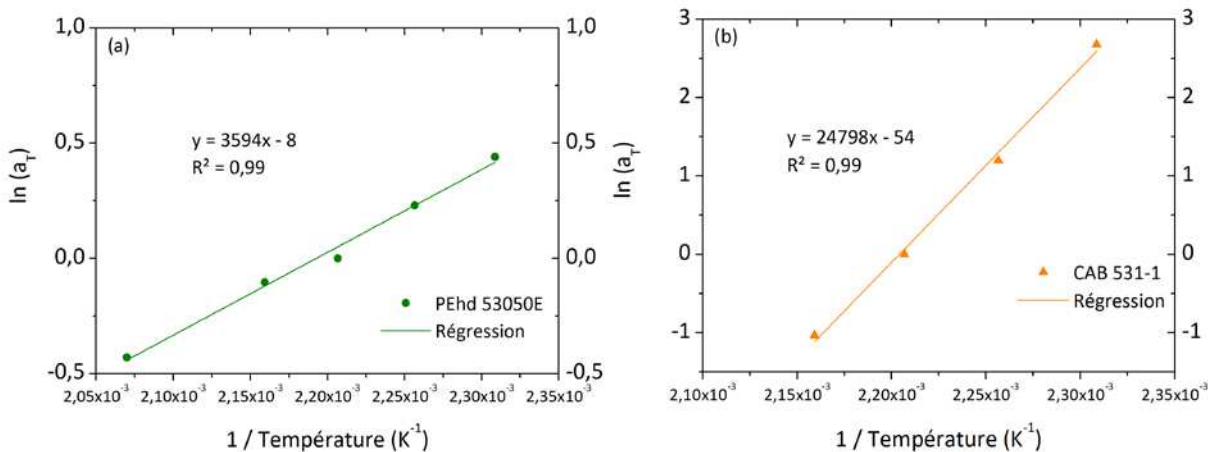 (a)
1,0
0,5
0,0
-0,5
1,0
0,5
0,0
-0,5
ln (a_T)
ln (a_T)
y = 3594x - 8
R² = 0,99
PEhd 53050E
Régression
2,05x10⁻³ 2,10x10⁻³ 2,15x10⁻³ 2,20x10⁻³ 2,25x10⁻³ 2,30x10⁻³ 2,35x10⁻³
1 / Température (K⁻¹)
(b)
3
2
1
0
-1
3
2
1
0
-1
ln (a_T)
ln (a_T)
y = 24798x - 54
R² = 0,99
CAB 531-1
Régression
2,10x10⁻³ 2,15x10⁻³ 2,20x10⁻³ 2,25x10⁻³ 2,30x10⁻³ 2,35x10⁻³
1 / Température (K⁻¹)